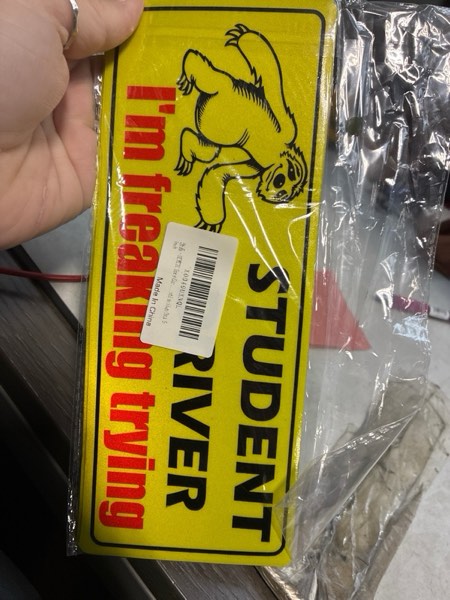 STUDENT
RIVER
I'm freaking trying
Made In China